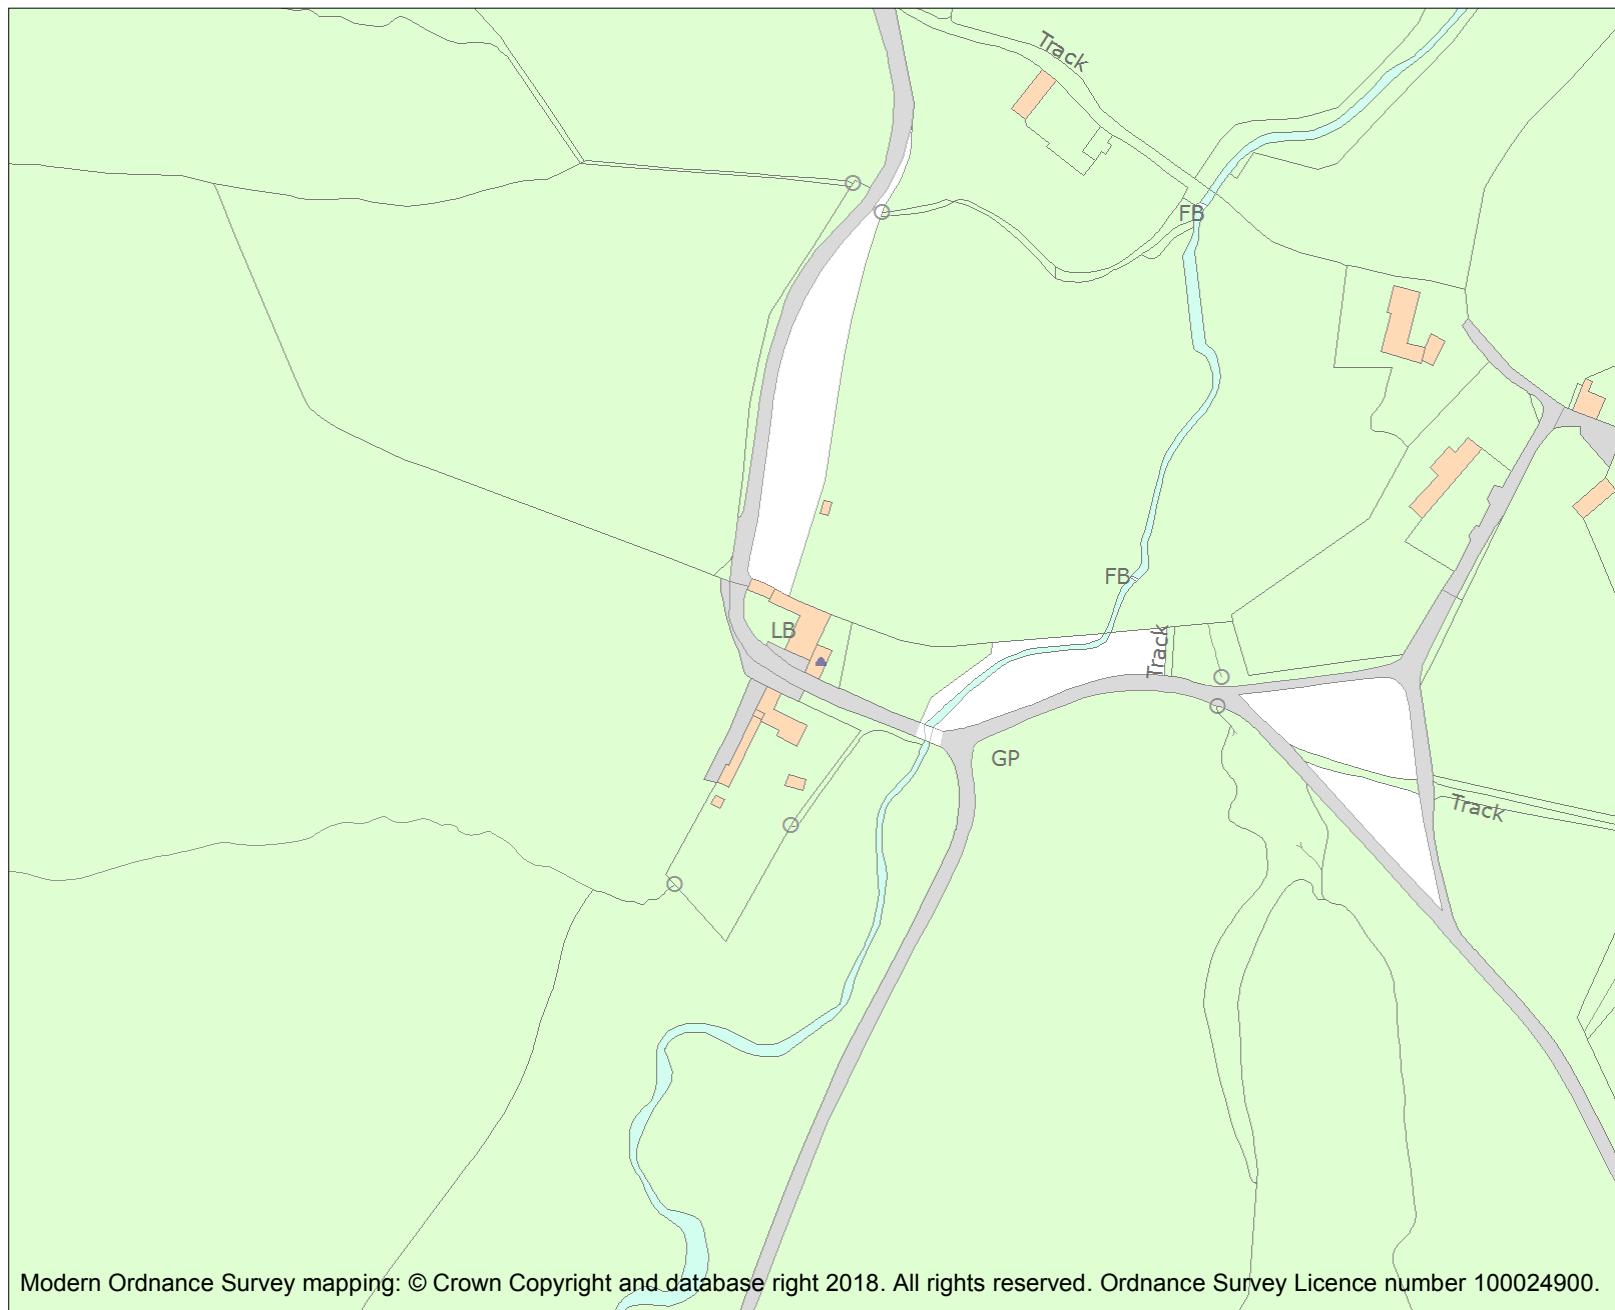 Track
FB
FB
LB
Track
GP
Track
Modern Ordnance Survey mapping: © Crown Copyright and database right 2018. All rights reserved. Ordnance Survey Licence number 100024900.